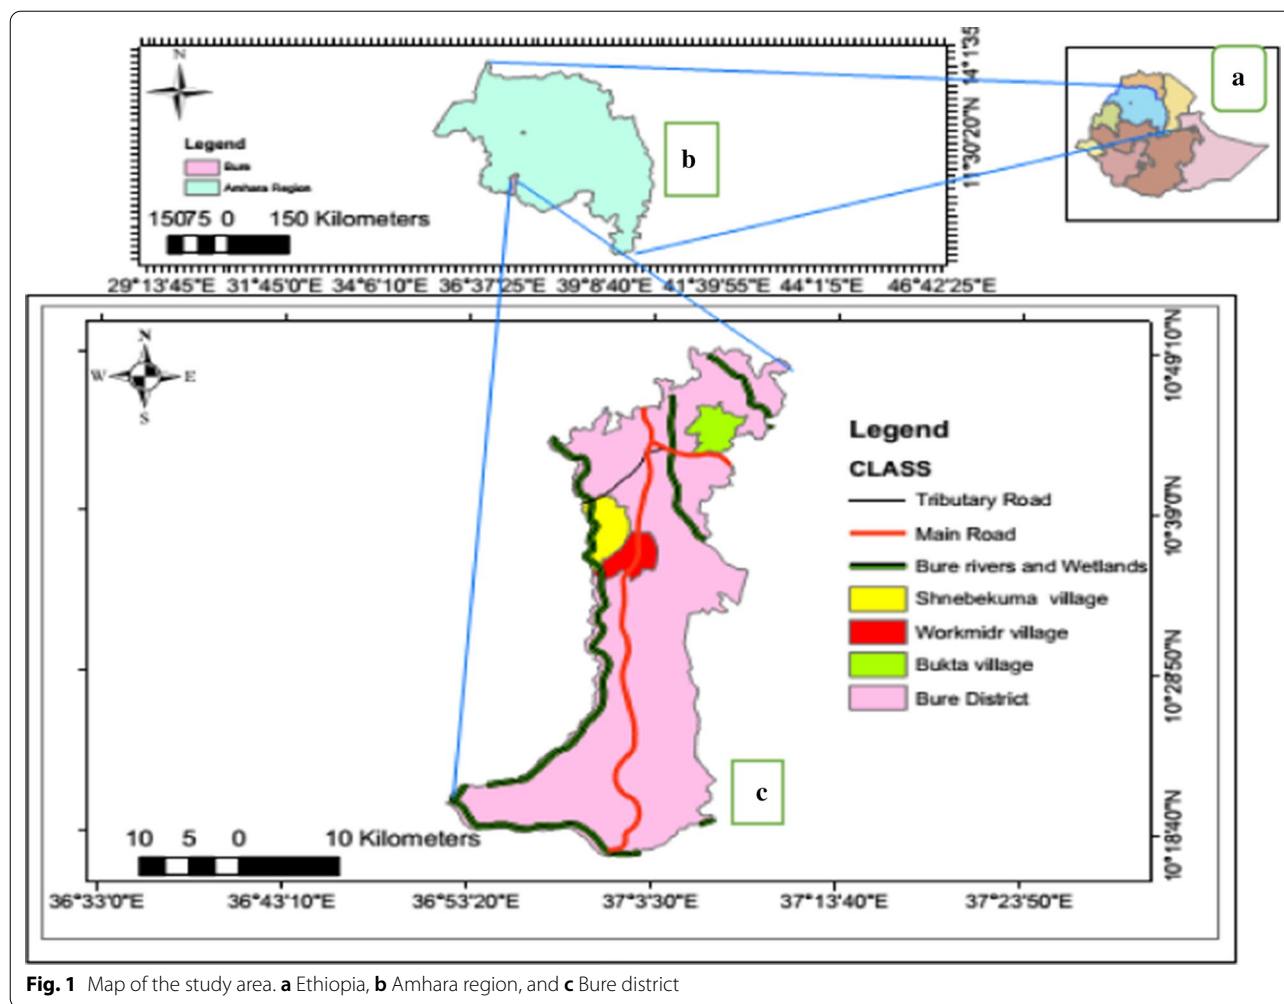 N
a
Legend
Bure
Amhara Region
b
15075 0 150 Kilometers
14°1'35
11°30'20"N
29°13'45"E 31°45'0"E 34°6'10"E 36°37'25"E 39°8'40"E 41°39'55"E 44°1'15"E 46°42'25"E
N
W E
S
10°49'10"N
10°39'0"N
10°28'50"N
10°18'40"N
Legend
CLASS
Tributary Road
Main Road
Bure rivers and Wetlands
Shnebekuma village
Workmidr village
Bukta village
Bure District
c
10 5 0 10 Kilometers
36°33'0"E 36°43'10"E 36°53'20"E 37°3'30"E 37°13'40"E 37°23'50"E
Fig. 1 Map of the study area. a Ethiopia, b Amhara region, and c Bure district